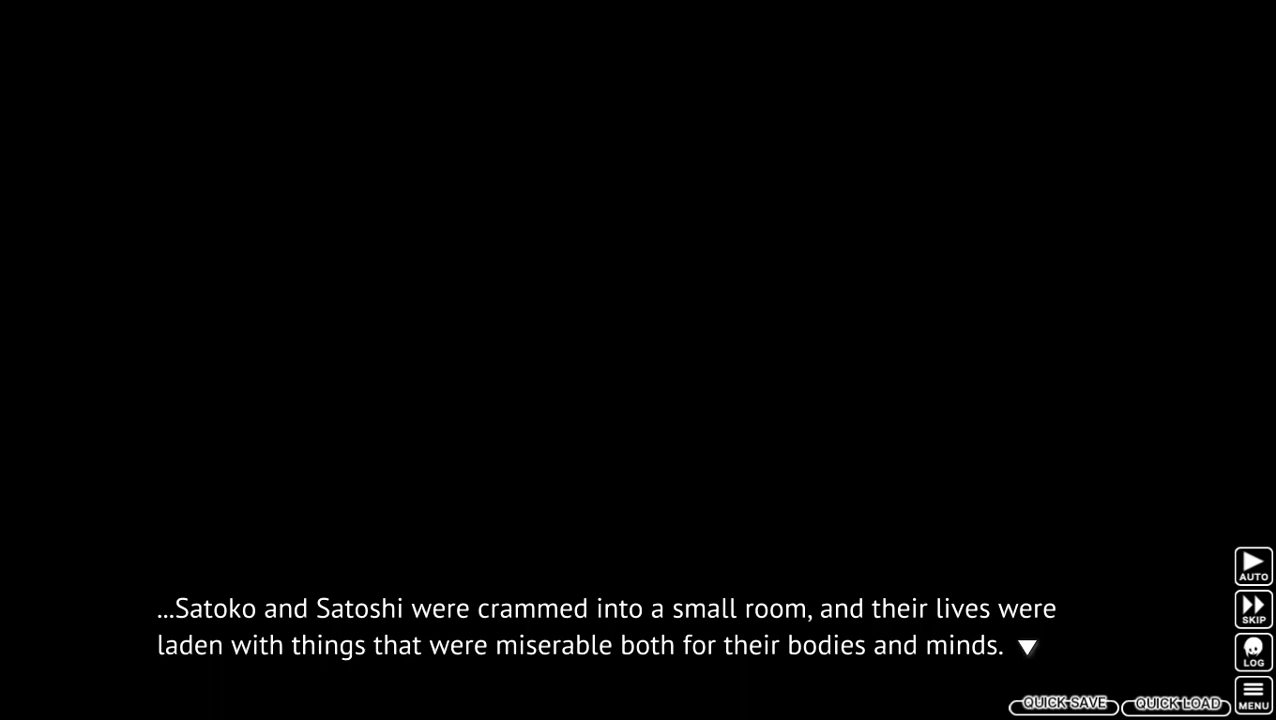 ...Satoko and Satoshi were crammed into a small room, and their lives were
laden with things that were miserable both for their bodies and minds.
AUTO
SKIP
LOG
MENU
QUICK SAVE
QUICK LOAD